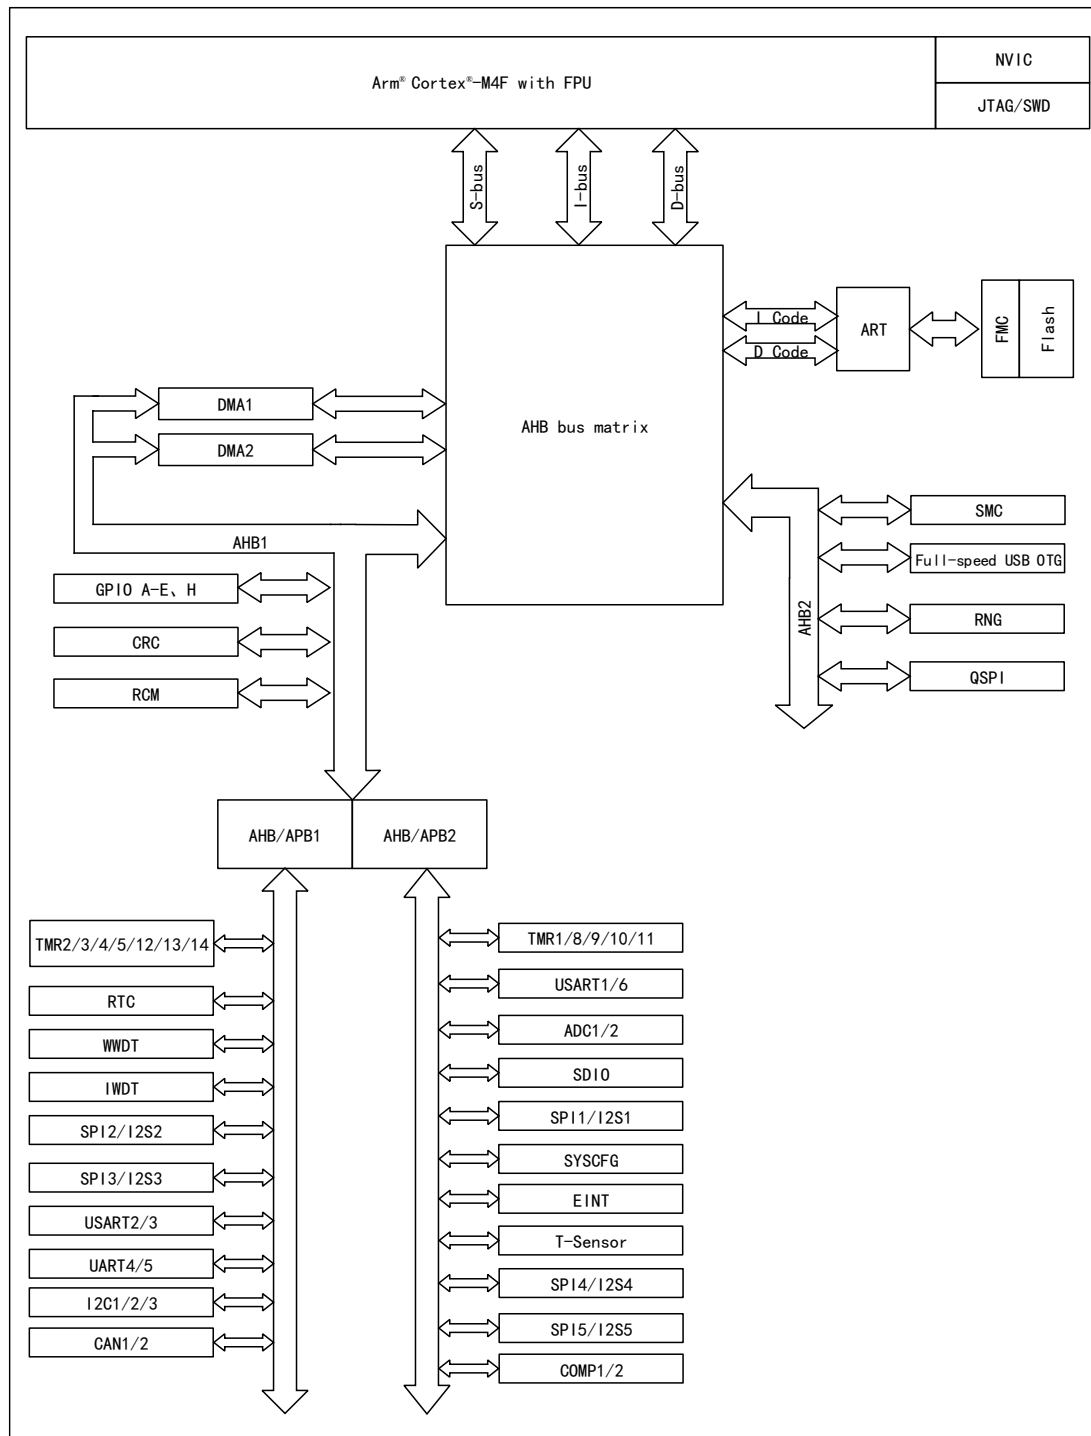 Arm® Cortex®-M4F with FPU
NVIC
JTAG/SWD
S-bus
I-bus
D-bus
I Code
D Code
ART
FMC
Flash
DMA1
DMA2
AHB bus matrix
AHB1
AHB2
SMC
Full-speed USB OTG
RNG
QSPI
GPIO A-E、H
CRC
RCM
AHB/APB1
AHB/APB2
TMR2/3/4/5/12/13/14
RTC
WWDT
IWDT
SPI2/I2S2
SPI3/I2S3
USART2/3
UART4/5
I2C1/2/3
CAN1/2
TMR1/8/9/10/11
USART1/6
ADC1/2
SDIO
SPI1/I2S1
SYSCFG
EINT
T-Sensor
SPI4/I2S4
SPI5/I2S5
COMP1/2